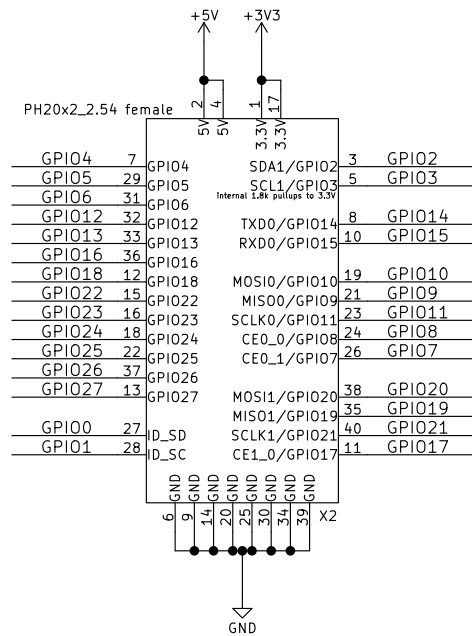 +5V +3V3
PH20x2_2.54 female
2 4 1 17
5V 5V 3.3V 3.3V
GPIO4 7 GPIO4 SDA1/GPIO2 3 GPIO2
GPIO5 29 GPIO5 SCL1/GPIO3 5 GPIO3
Internal 1.8k pullups to 3.3V
GPIO6 31 GPIO6
GPIO12 32 GPIO12 TXD0/GPIO14 8 GPIO14
GPIO13 33 GPIO13 RXD0/GPIO15 10 GPIO15
GPIO16 36 GPIO16
GPIO18 12 GPIO18 MOSI0/GPIO10 19 GPIO10
GPIO22 15 GPIO22 MISO0/GPIO9 21 GPIO9
GPIO23 16 GPIO23 SCLK0/GPIO11 23 GPIO11
GPIO24 18 GPIO24 CE0_0/GPIO8 24 GPIO8
GPIO25 22 GPIO25 CE0_1/GPIO7 26 GPIO7
GPIO26 37 GPIO26
GPIO27 13 GPIO27 MOSI1/GPIO20 38 GPIO20
MISO1/GPIO19 35 GPIO19
GPIO0 27 ID_SD SCLK1/GPIO21 40 GPIO21
GPIO1 28 ID_SC CE1_0/GPIO17 11 GPIO17
GND GND GND GND GND GND GND GND
6 9 14 20 25 30 34 39 X2
GND